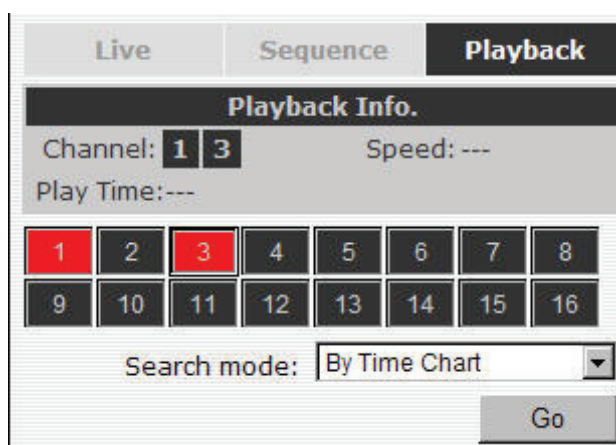 Live Sequence Playback
Playback Info.
Channel: 1 3 Speed: ---
Play Time:---
1 2 3 4 5 6 7 8
9 10 11 12 13 14 15 16
Search mode: By Time Chart
Go